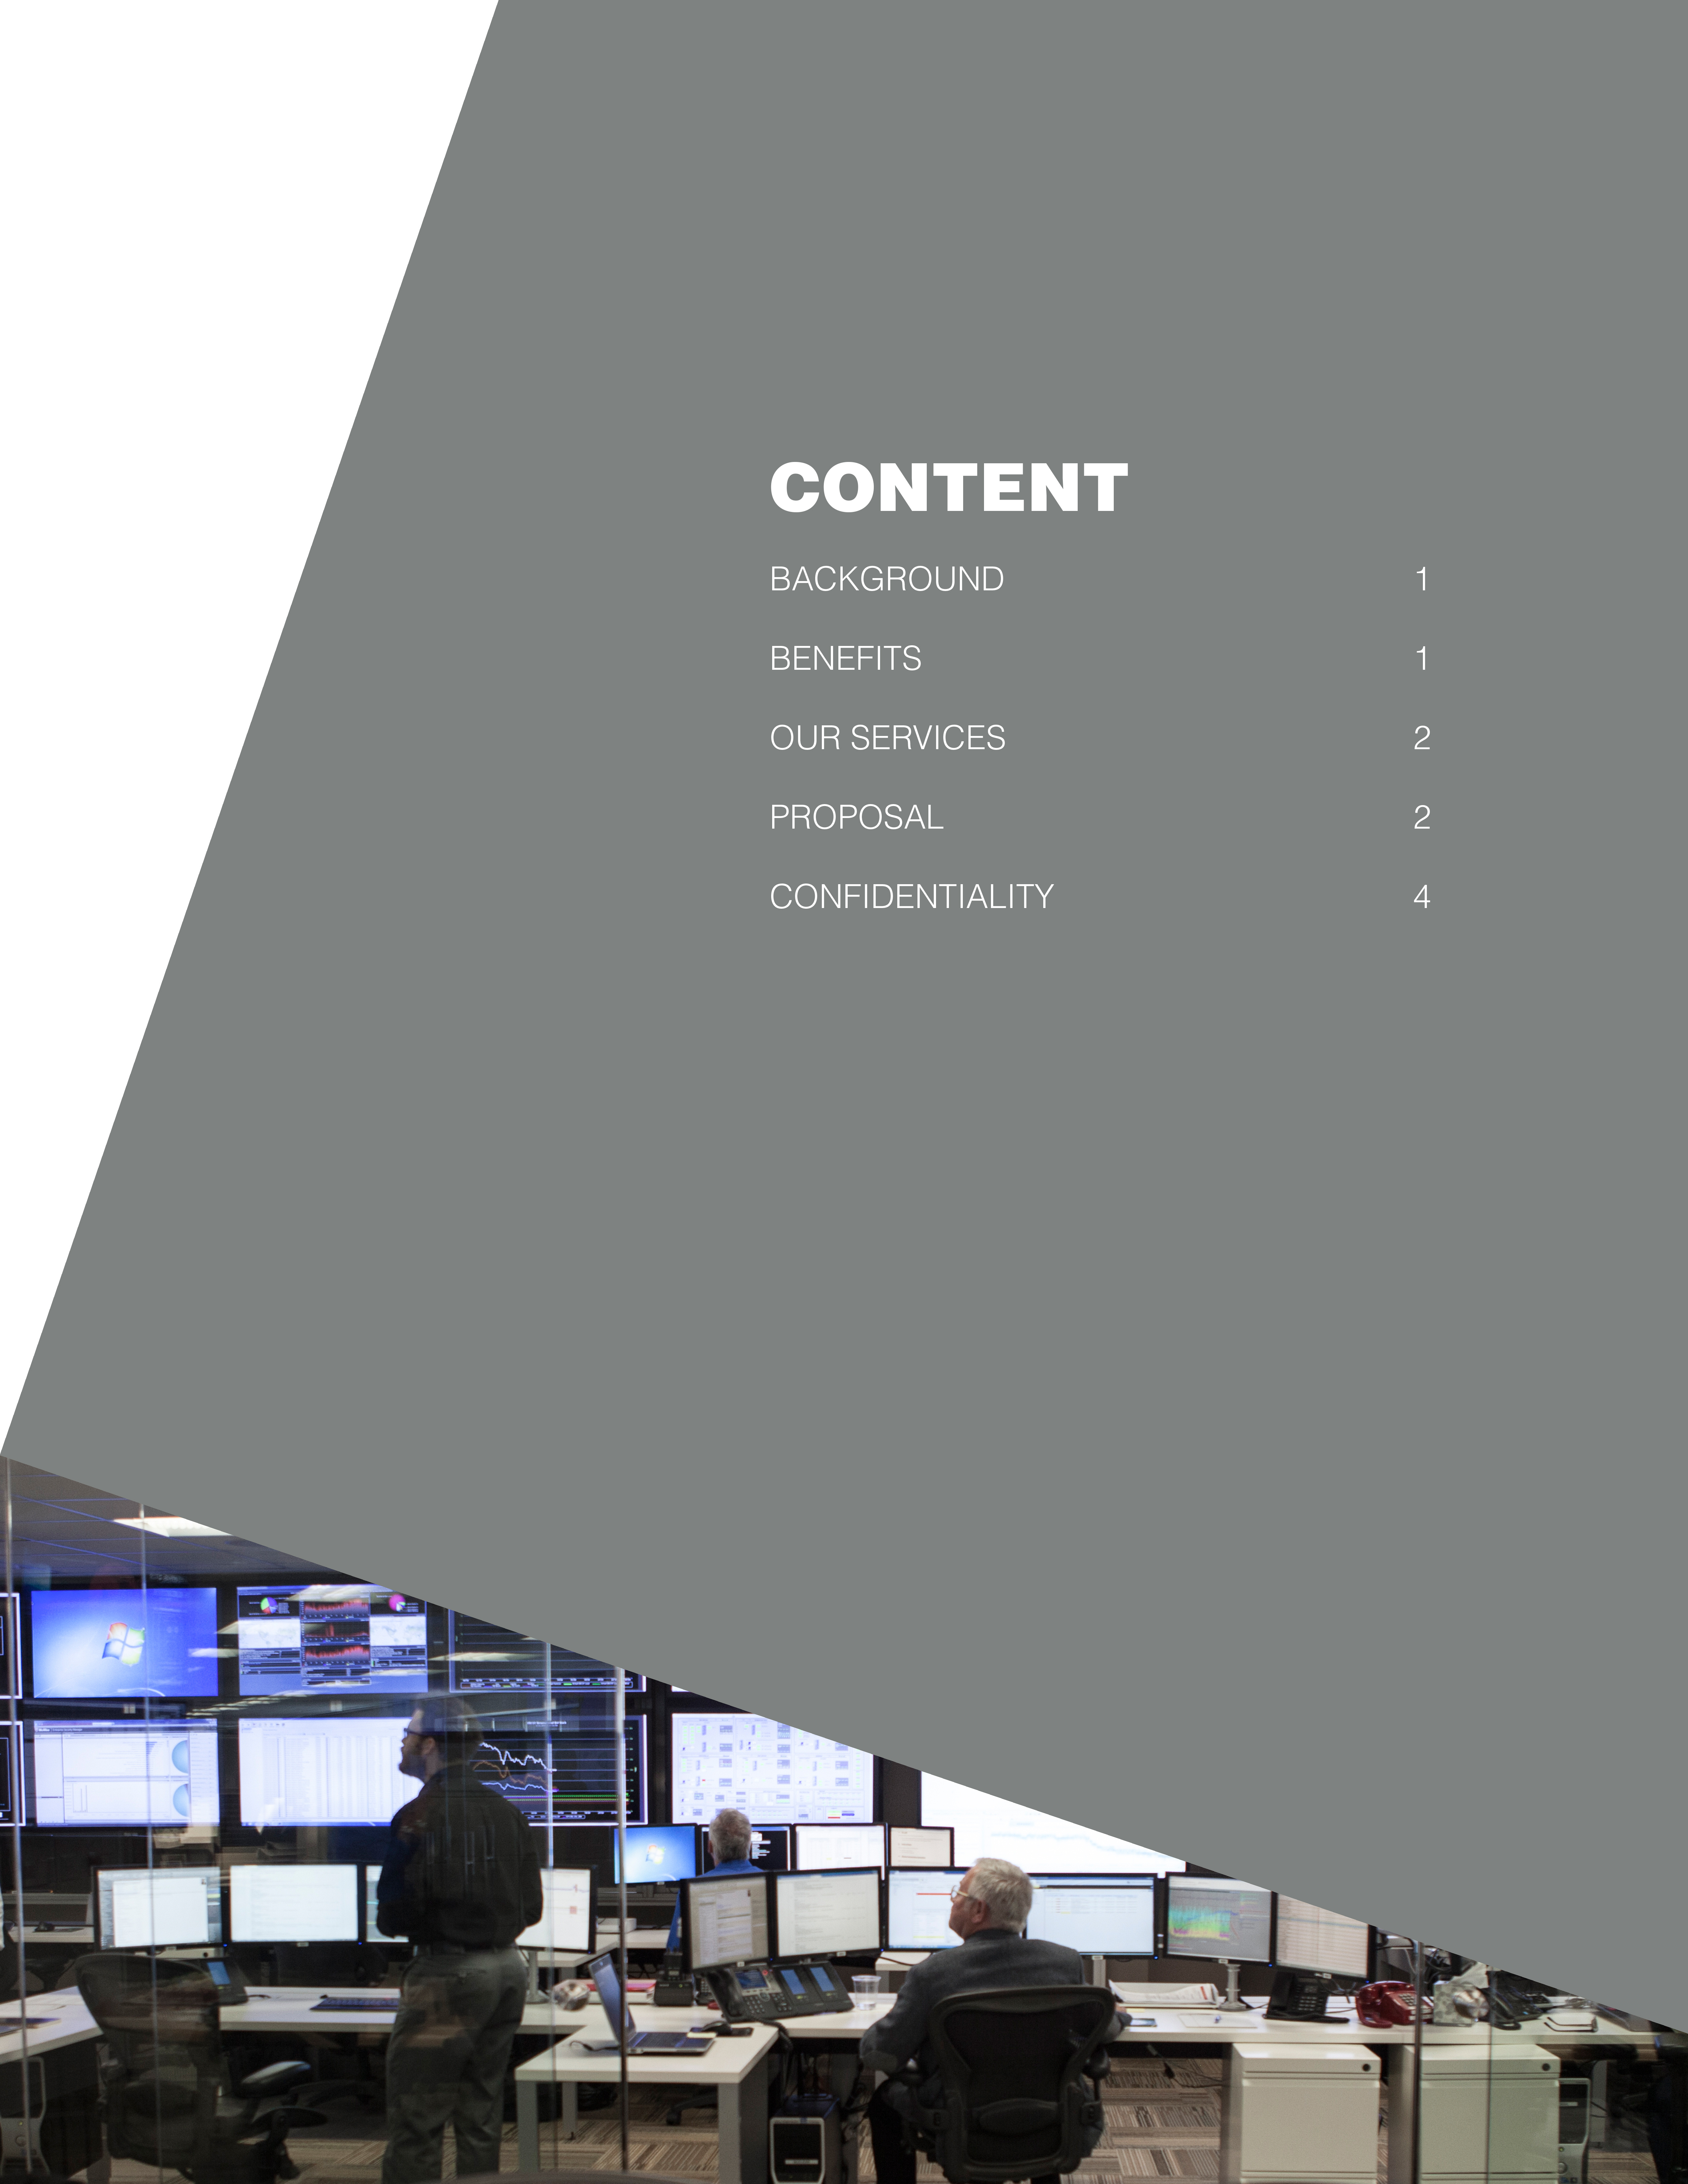 CONTENT
BACKGROUND 1
BENEFITS 1
OUR SERVICES 2
PROPOSAL 2
CONFIDENTIALITY 4